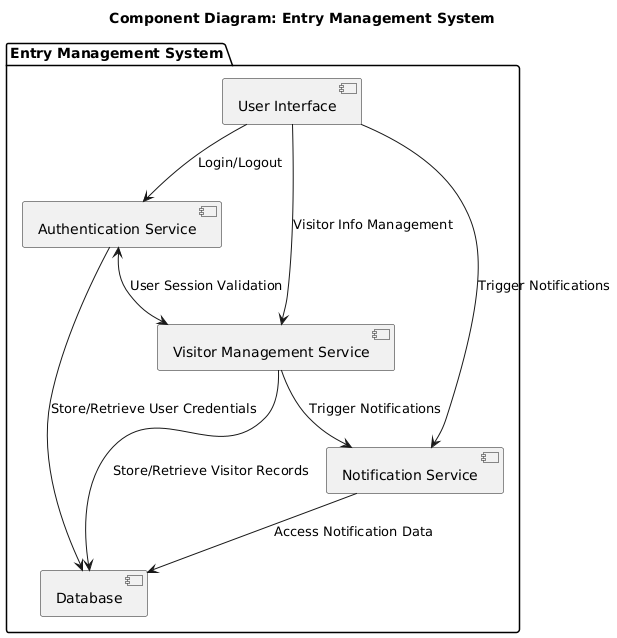 Component Diagram: Entry Management System
Entry Management System
User Interface
Login/Logout
Authentication Service
Visitor Info Management
User Session Validation
Trigger Notifications
Visitor Management Service
Store/Retrieve User Credentials
Trigger Notifications
Store/Retrieve Visitor Records
Notification Service
Access Notification Data
Database